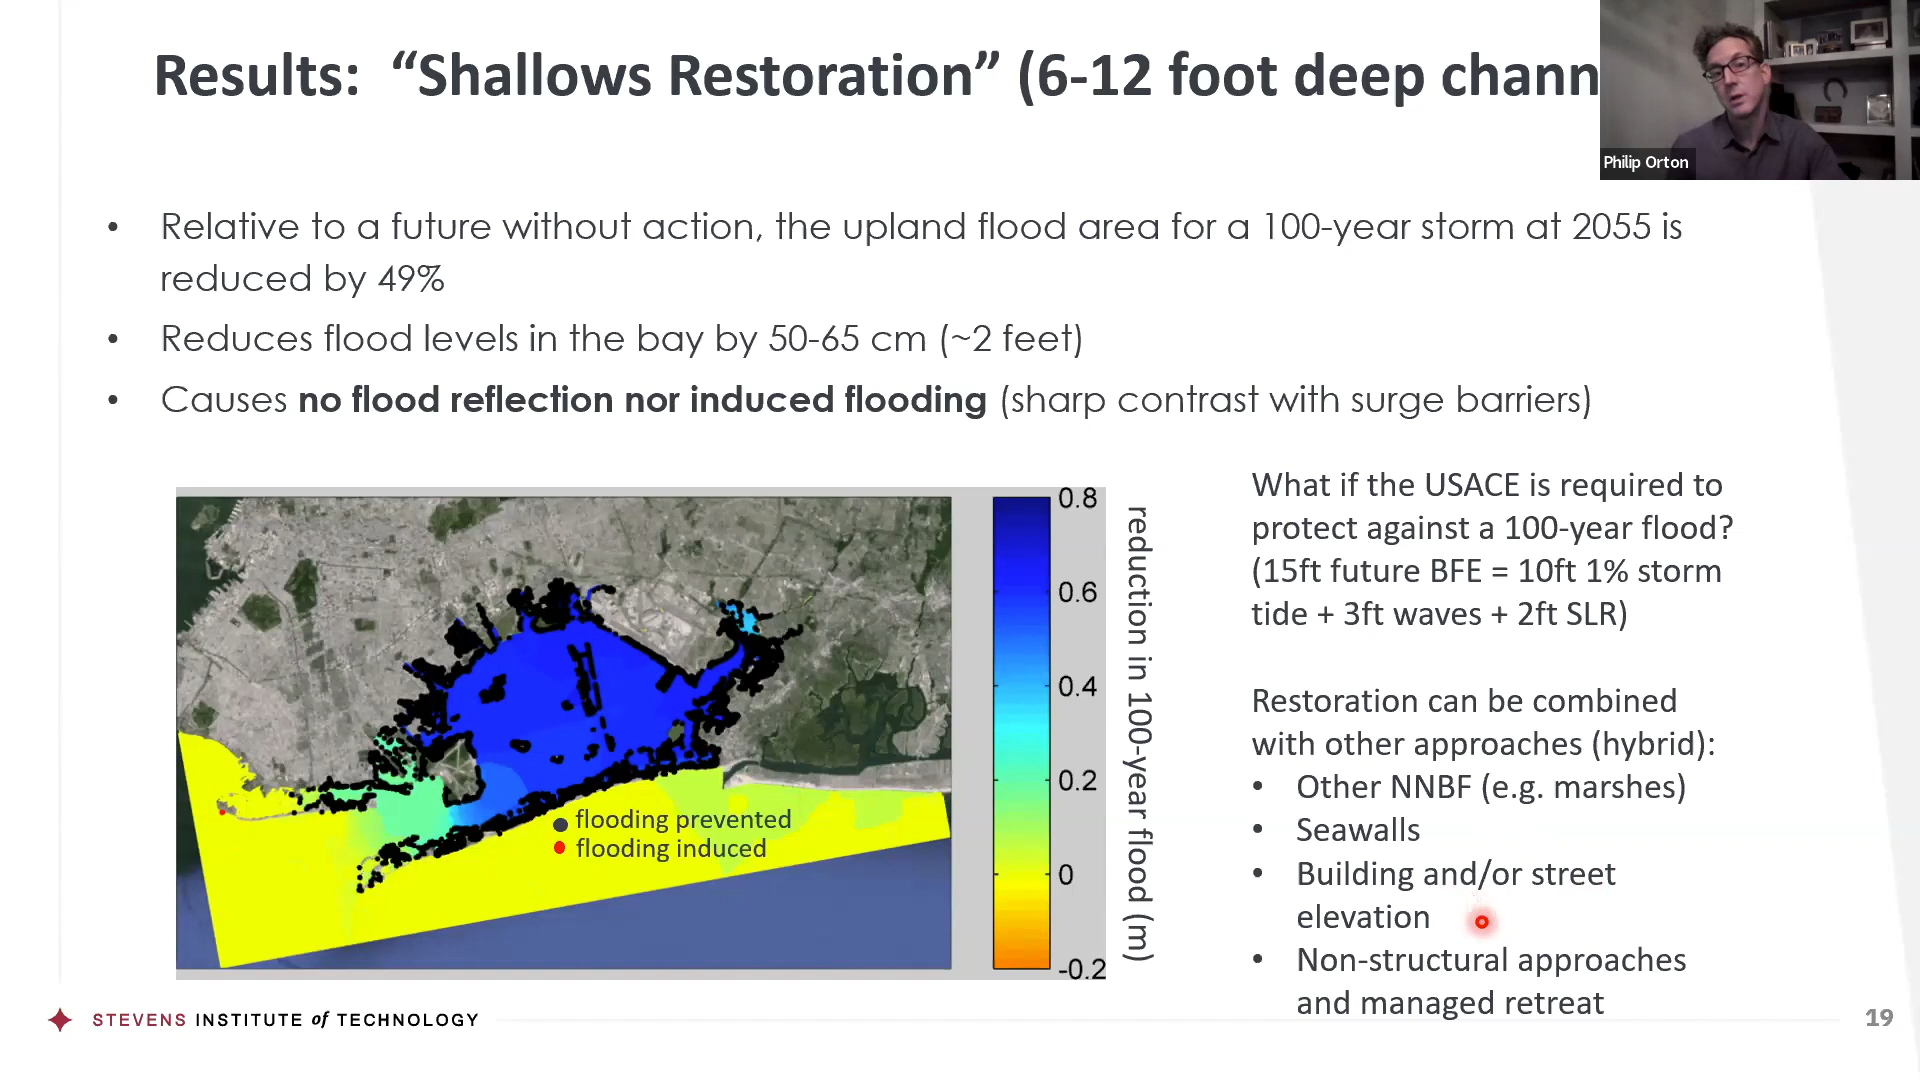 Results: “Shallows Restoration” (6-12 foot deep chann
Philip Orton
• Relative to a future without action, the upland flood area for a 100-year storm at 2055 is
reduced by 49%
• Reduces flood levels in the bay by 50-65 cm (~2 feet)
• Causes no flood reflection nor induced flooding (sharp contrast with surge barriers)
flooding prevented
flooding induced
0.8
0.6
0.4
0.2
0
-0.2
reduction in 100-year flood (m)
What if the USACE is required to
protect against a 100-year flood?
(15ft future BFE = 10ft 1% storm
tide + 3ft waves + 2ft SLR)
Restoration can be combined
with other approaches (hybrid):
• Other NNBF (e.g. marshes)
• Seawalls
• Building and/or street
elevation
• Non-structural approaches
and managed retreat
STEVENS INSTITUTE of TECHNOLOGY
19